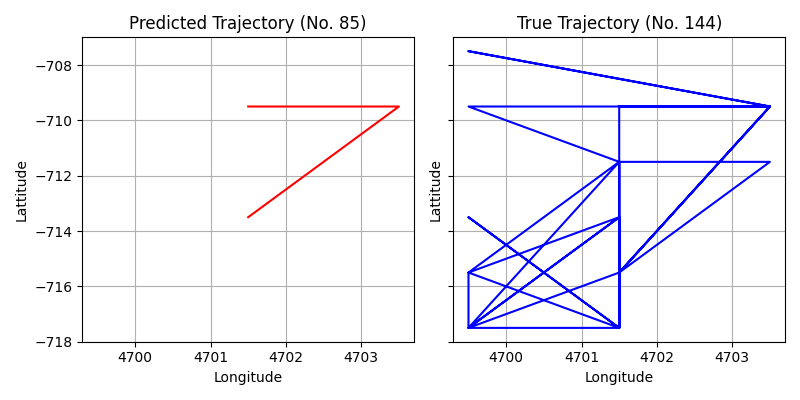 Predicted Trajectory (No. 85)
True Trajectory (No. 144)
Lattitude
−708
−710
−712
−714
−716
−718
4700
4701
4702
4703
Longitude
Lattitude
4700
4701
4702
4703
Longitude